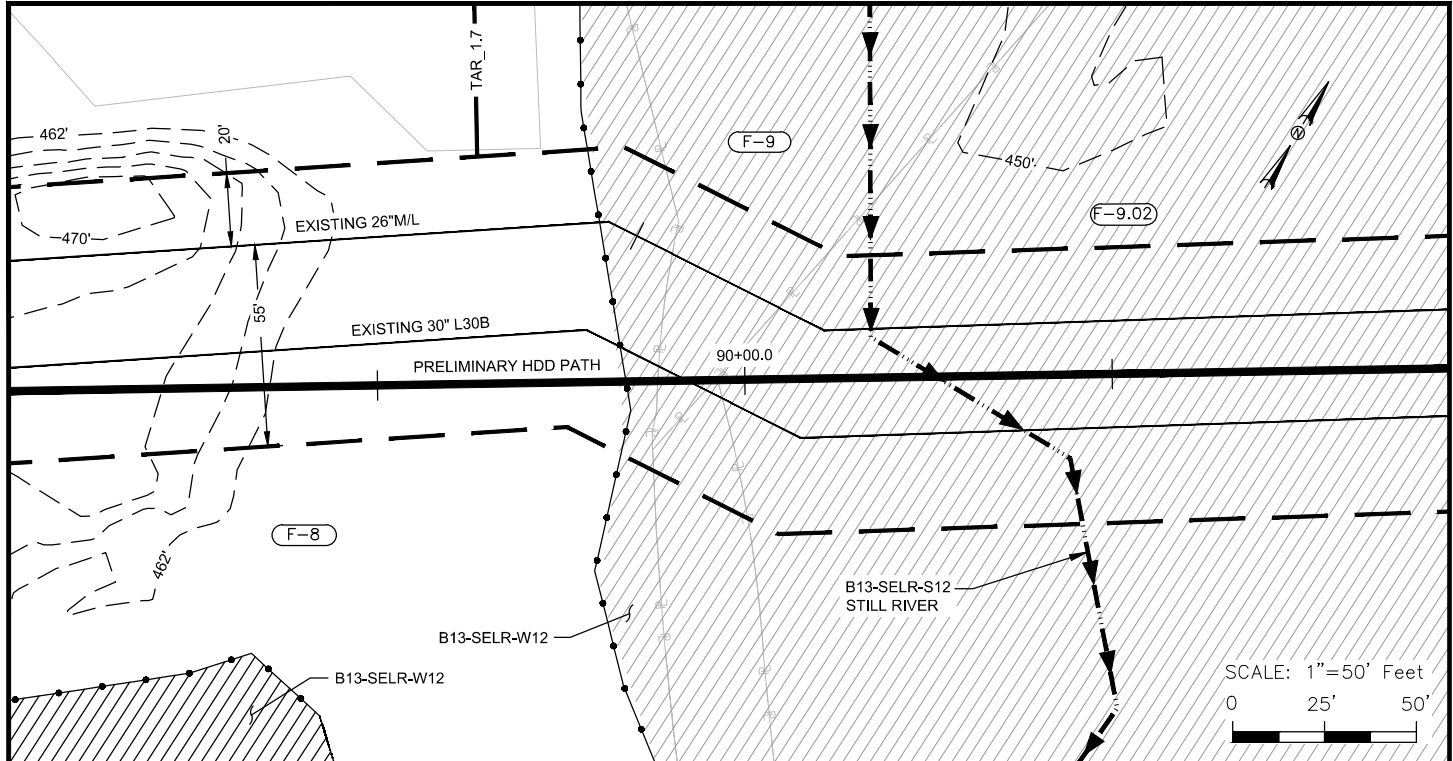 TAR_1.7
462'
20'
F-9
450'
N
F-9.02
EXISTING 26"M/L
470'
55'
EXISTING 30" L30B
PRELIMINARY HDD PATH
90+00.0
F-8
462'
B13-SELR-S12
STILL RIVER
B13-SELR-W12
B13-SELR-W12
SCALE: 1"=50' Feet
0 25' 50'